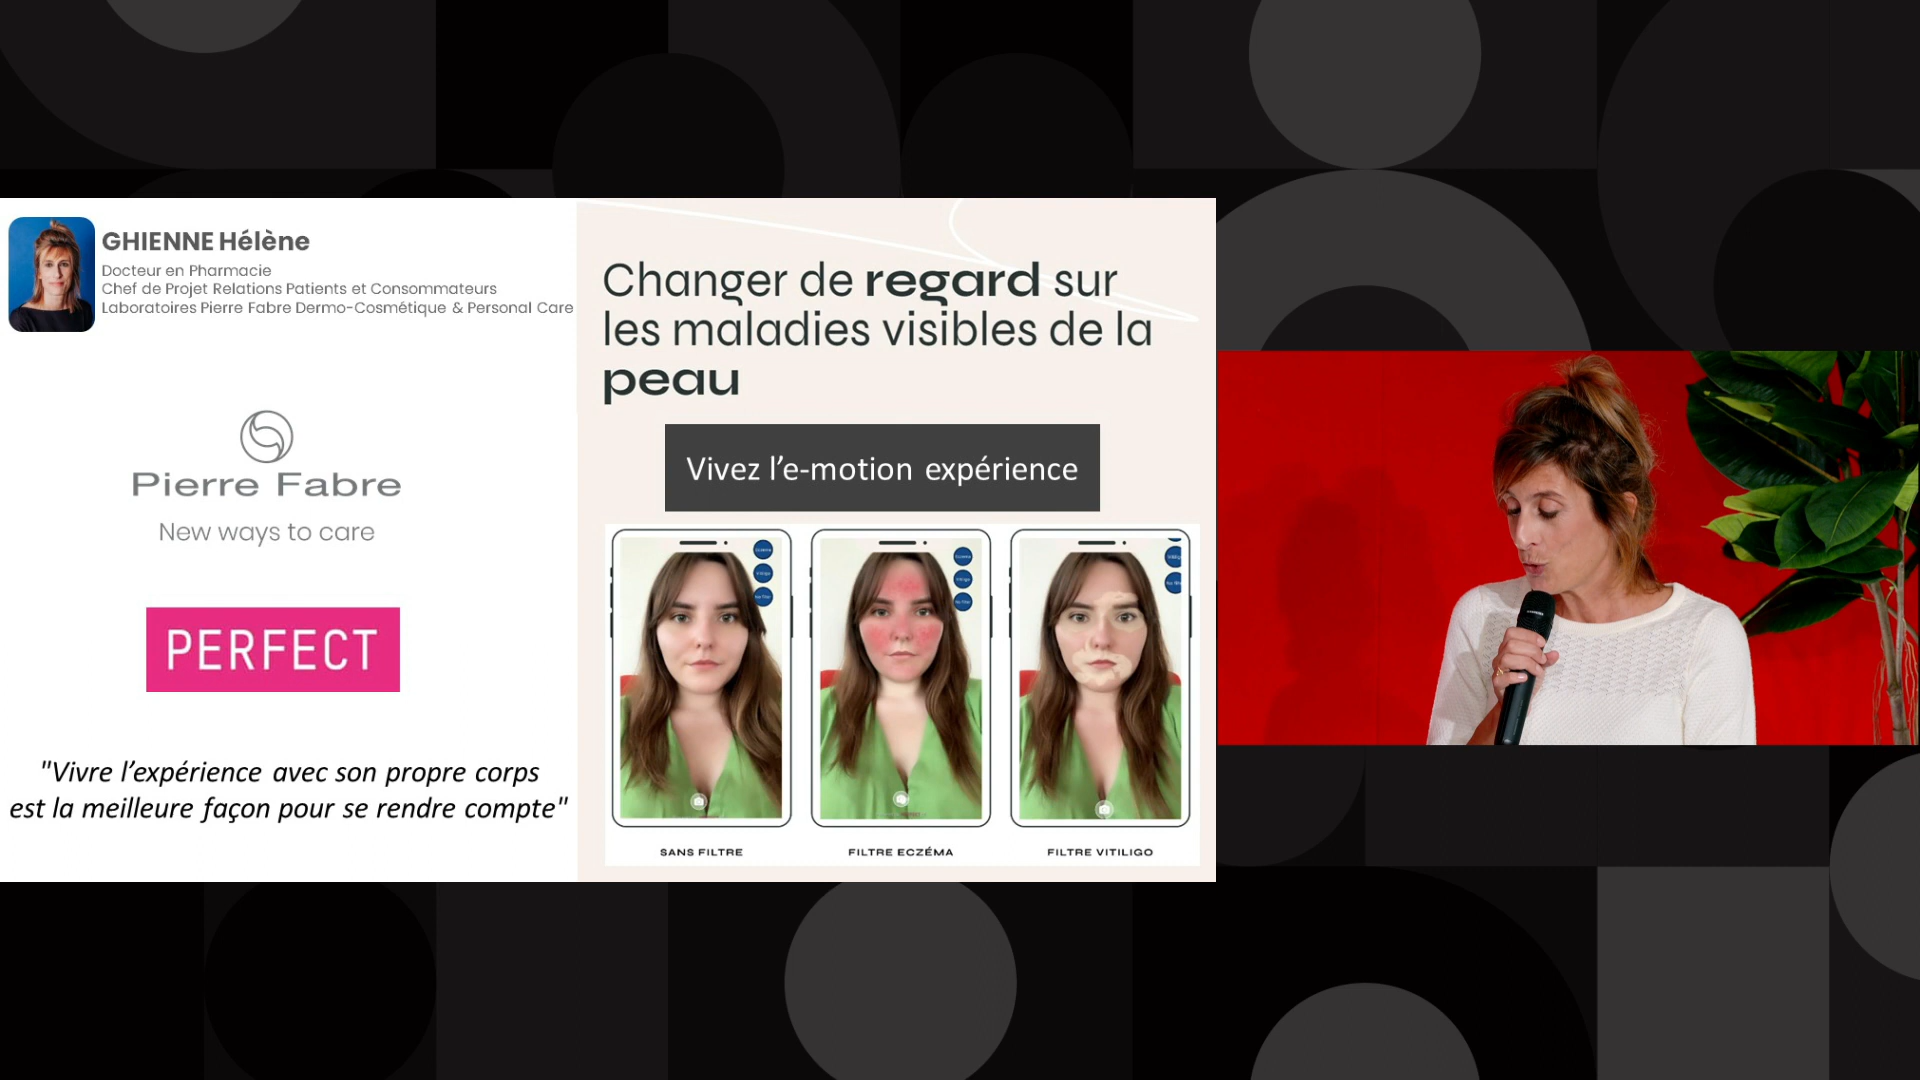 GHIENNE Hélène
Docteur en Pharmacie
Chef de Projet Relations Patients et Consommateurs
Laboratoires Pierre Fabre Dermo-Cosmétique & Personal Care
Pierre Fabre
New ways to care
PERFECT
"Vivre l’expérience avec son propre corps
est la meilleure façon pour se rendre compte"
Changer de regard sur
les maladies visibles de la
peau
Vivez l’e-motion expérience
SANS FILTRE
FILTRE ECZÉMA
FILTRE VITILIGO